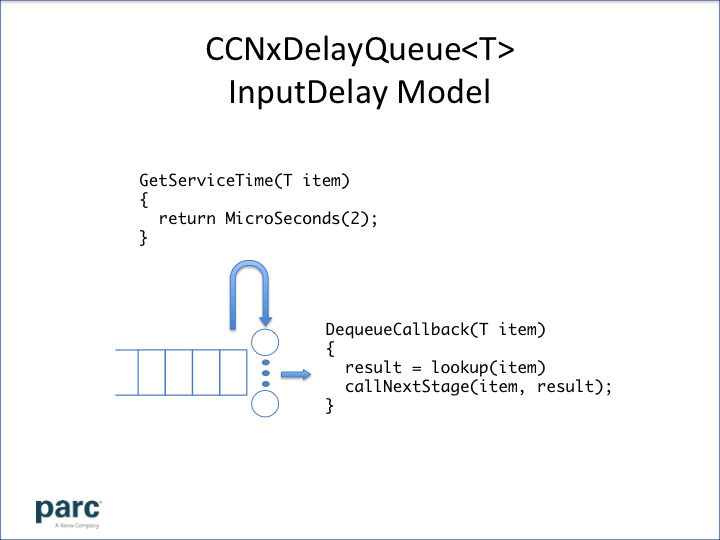 CCNxDelayQueue<T>
InputDelay Model
GetServiceTime(T item)
{
return MicroSeconds(2);
}
DequeueCallback(T item)
{
result = lookup(item)
callNextStage(item, result);
}
parc
A Xerox Company